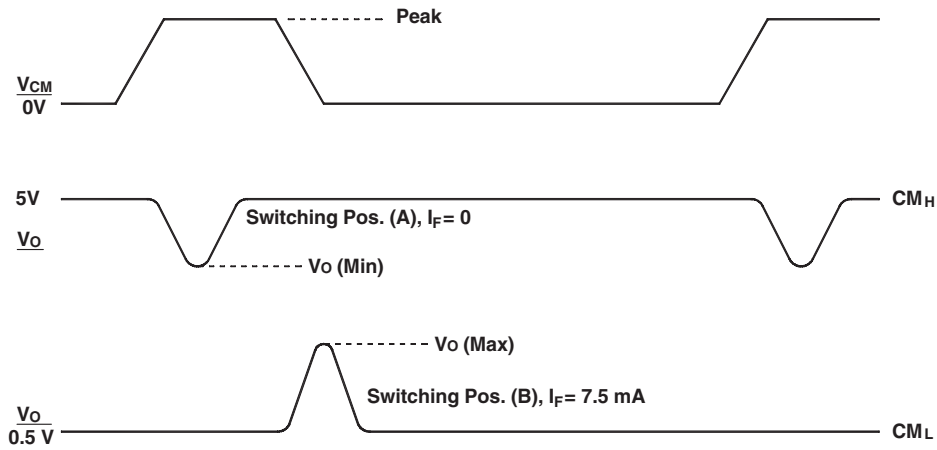 Peak
VCM
0V
5V
CMH
Switching Pos. (A), IF = 0
VO
VO (Min)
VO (Max)
Switching Pos. (B), IF = 7.5 mA
VO
0.5 V
CML